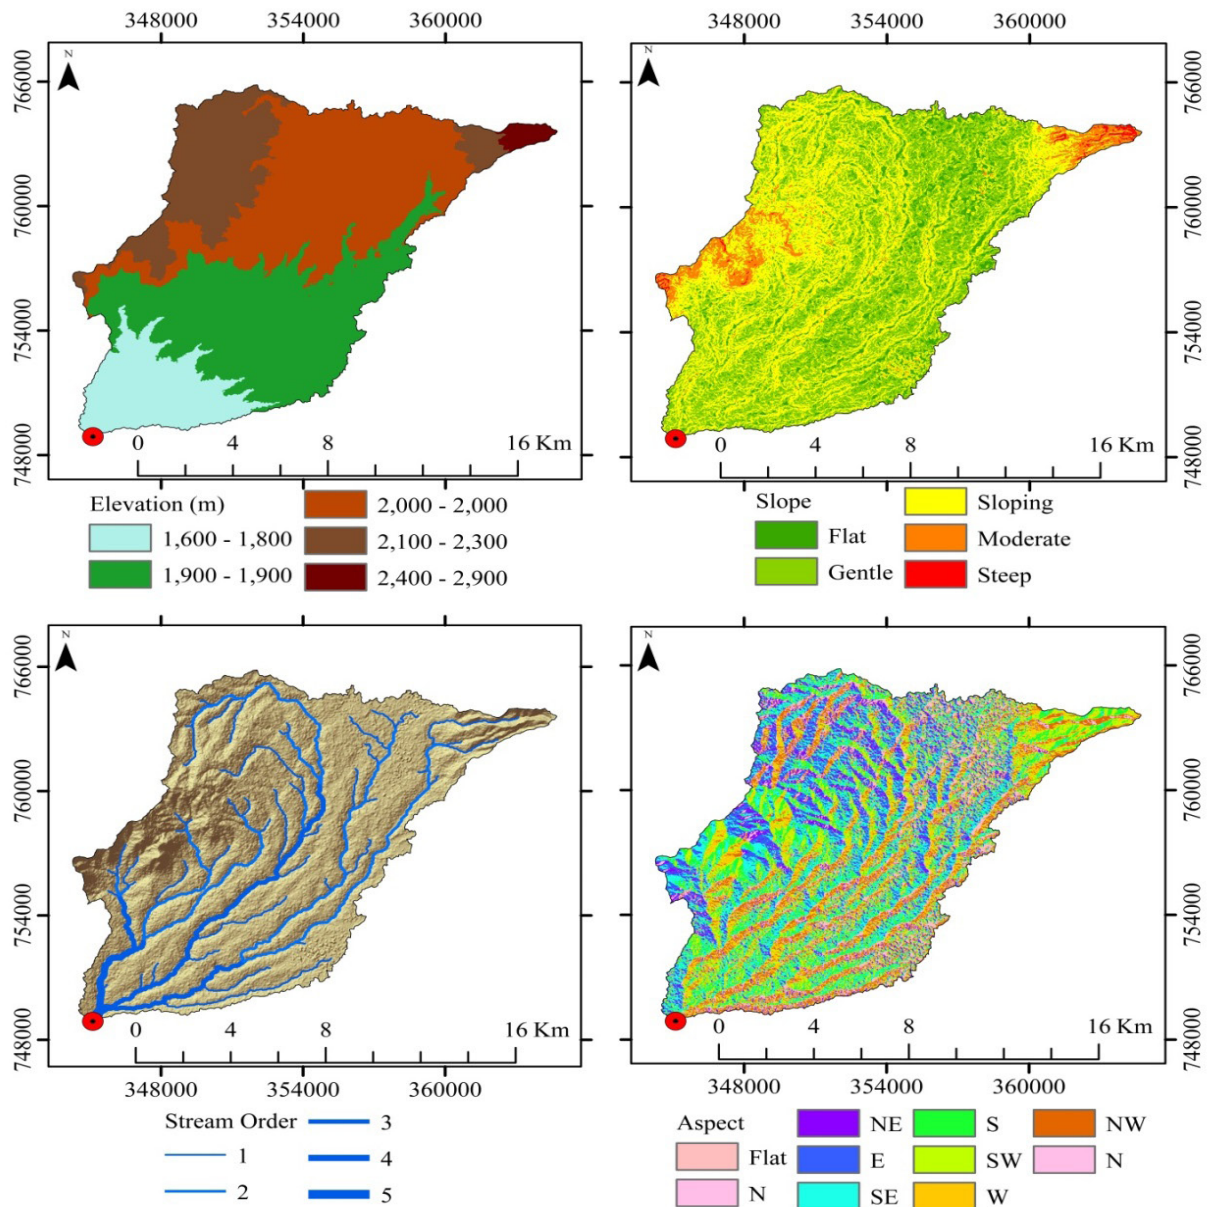 348000 354000 360000
348000 354000 360000
766000
760000
754000
748000
N
0 4 8 16 Km
N
0 4 8 16 Km
766000
760000
754000
748000
Elevation (m)
1,600 - 1,800
1,900 - 1,900
2,000 - 2,000
2,100 - 2,300
2,400 - 2,900
Slope
Flat
Gentle
Sloping
Moderate
Steep
766000
760000
754000
748000
N
0 4 8 16 Km
N
0 4 8 16 Km
766000
760000
754000
748000
348000 354000 360000
348000 354000 360000
Stream Order
1
2
3
4
5
Aspect
Flat
N
NE
E
SE
S
SW
W
NW
N